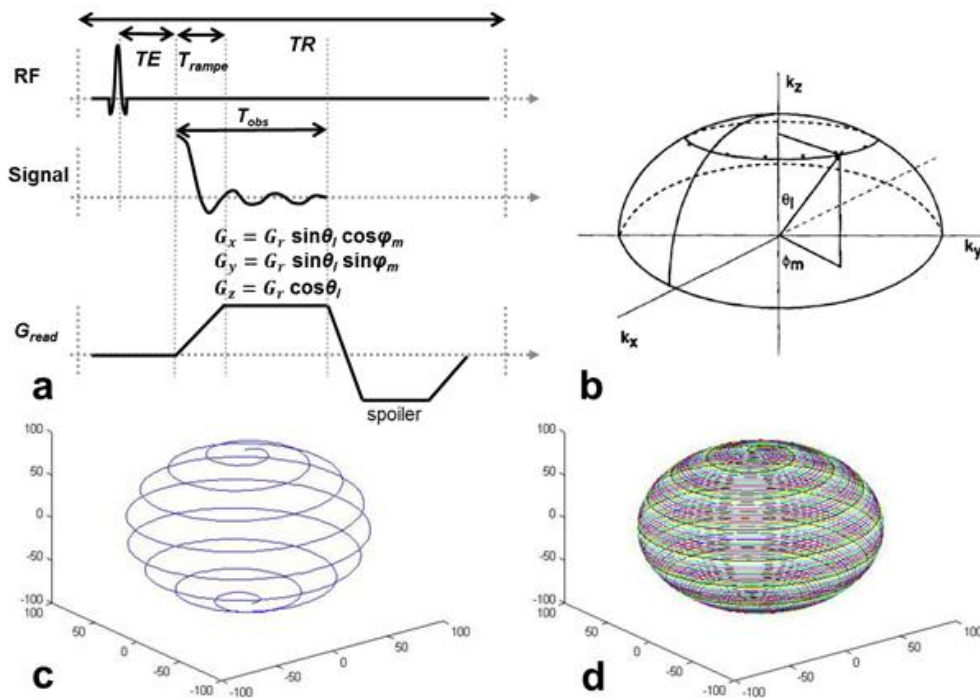 TE
T_rampe
TR
RF
T_obs
Signal
G_x = G_r sinθ_l cosφ_m
G_y = G_r sinθ_l sinφ_m
G_z = G_r cosθ_l
G_read
a
spoiler
k_z
θ_l
k_y
ϕ_m
k_x
b
100
50
0
-50
-100
100
50
0
-50
-100
-100
-50
0
50
100
c
100
50
0
-50
-100
100
50
0
-50
-100
-100
-50
0
50
100
d